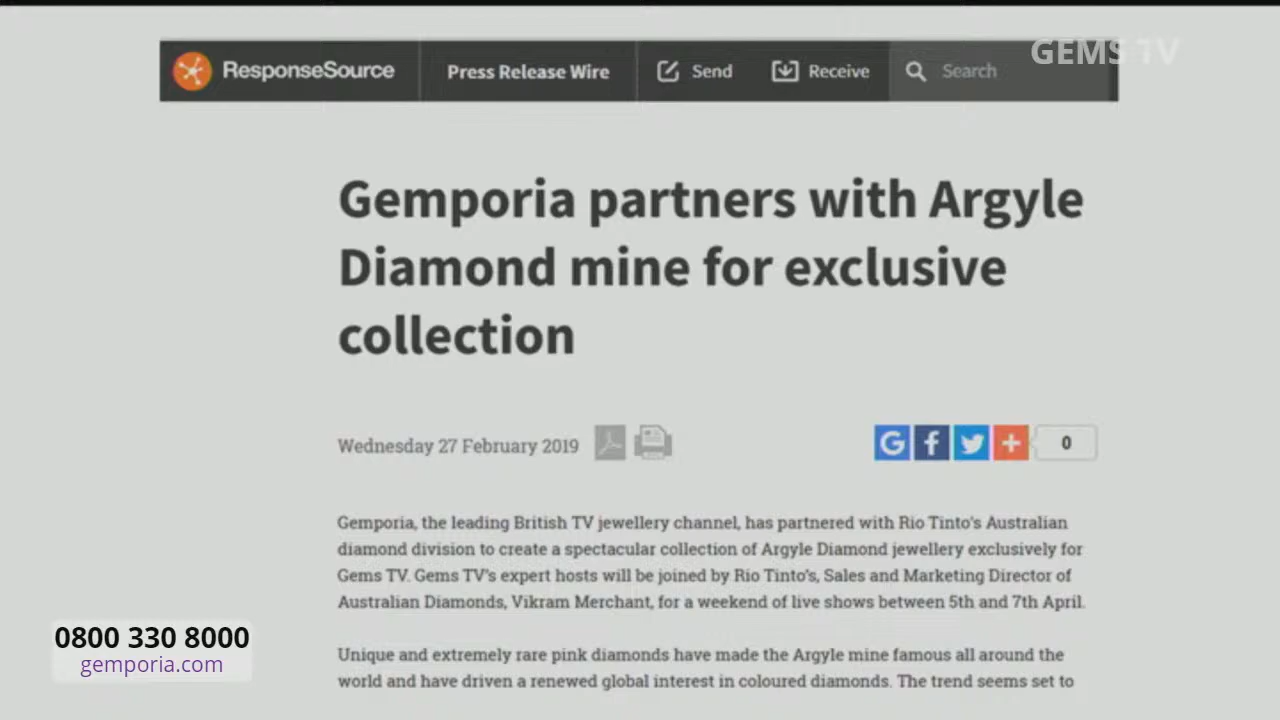 GEMS TV
ResponseSource
Press Release Wire
Send
Receive
Search
Gemporia partners with Argyle
Diamond mine for exclusive
collection
Wednesday 27 February 2019
0
Gemporia, the leading British TV jewellery channel, has partnered with Rio Tinto's Australian
diamond division to create a spectacular collection of Argyle Diamond jewellery exclusively for
Gems TV. Gems TV's expert hosts will be joined by Rio Tinto's, Sales and Marketing Director of
Australian Diamonds, Vikram Merchant, for a weekend of live shows between 5th and 7th April.
Unique and extremely rare pink diamonds have made the Argyle mine famous all around the
world and have driven a renewed global interest in coloured diamonds. The trend seems set to
0800 330 8000
gemporia.com